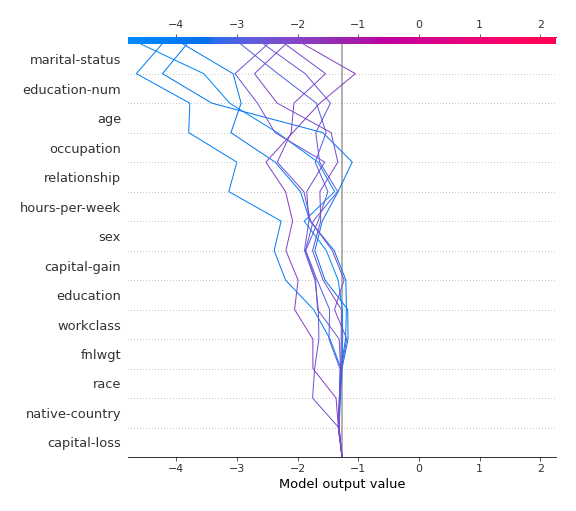 −4 −3 −2 −1 0 1 2
marital-status
education-num
age
occupation
relationship
hours-per-week
sex
capital-gain
education
workclass
fnlwgt
race
native-country
capital-loss
−4 −3 −2 −1 0 1 2
Model output value